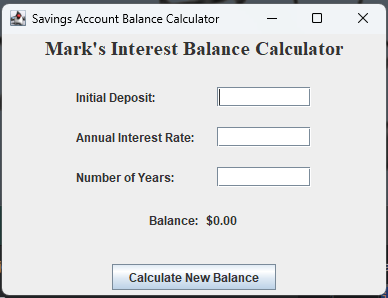 Savings Account Balance Calculator
Mark's Interest Balance Calculator
Initial Deposit:
Annual Interest Rate:
Number of Years:
Balance: $0.00
Calculate New Balance